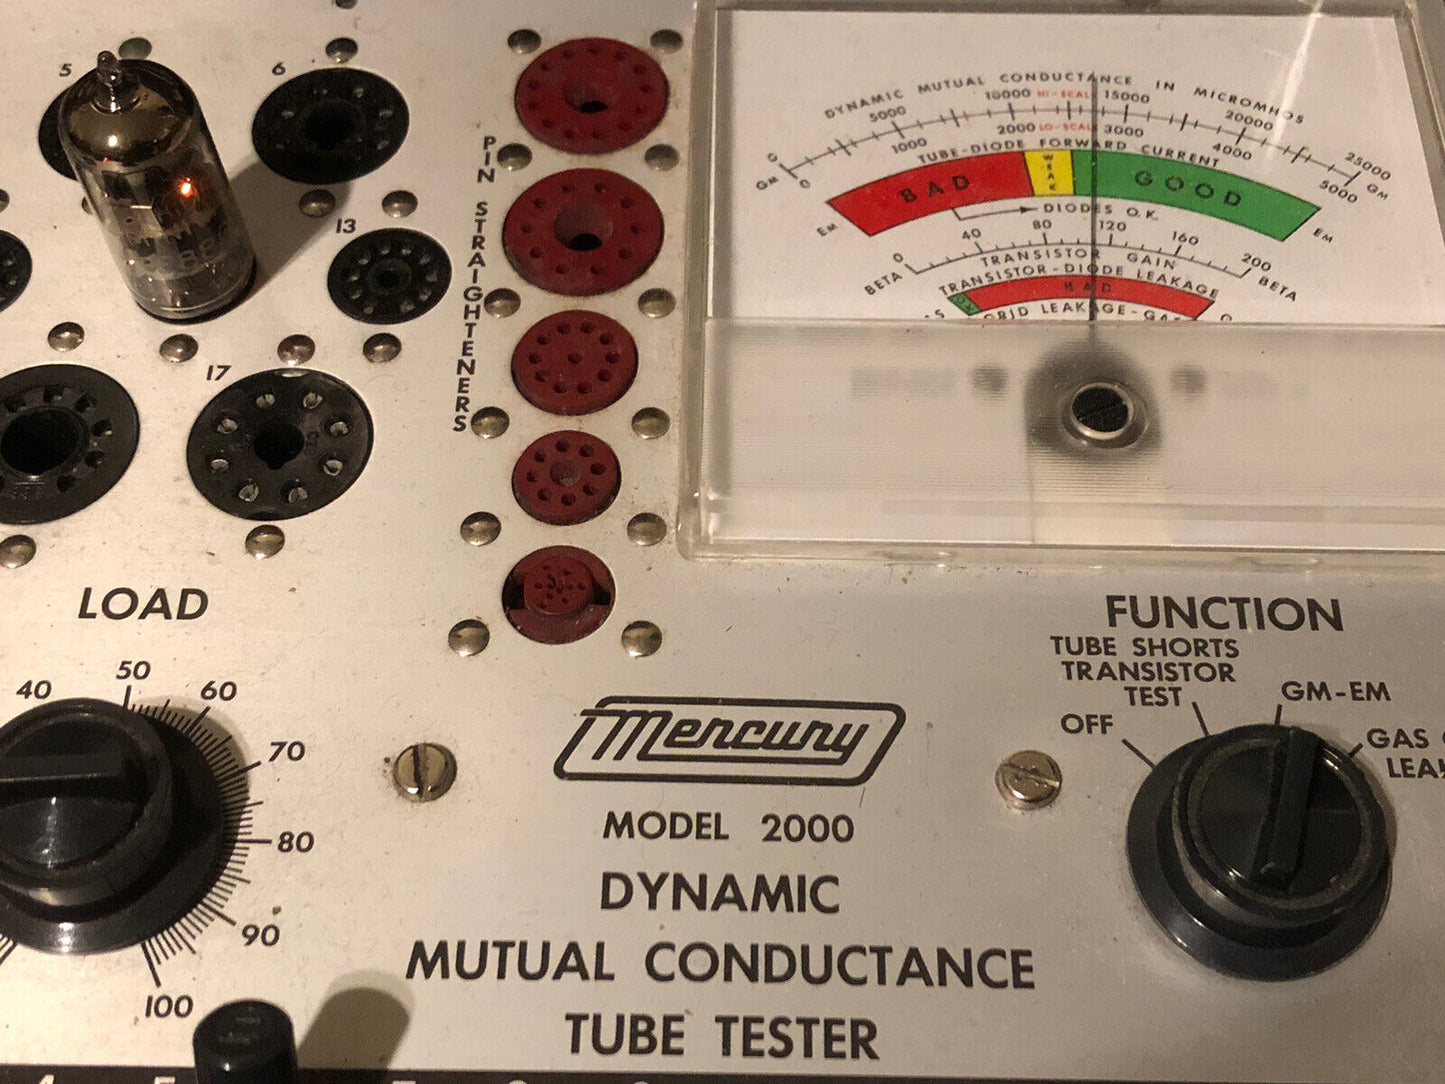 5
6
13
17
PIN STRAIGHTENERS
DYNAMIC MUTUAL CONDUCTANCE IN MICROMHOS
0 5000 10000 HI-SCALE 15000 20000 25000
GM 0 1000 2000 LO-SCALE 3000 4000 5000 GM
TUBE-DIODE FORWARD CURRENT
EM BAD WEAK GOOD EM
DIODES O.K.
0 40 80 120 160 200
BETA TRANSISTOR GAIN BETA
TRANSISTOR-DIODE LEAKAGE
BAD
LEAKAGE-
LOAD
40
50
60
70
80
90
100
Mercury
MODEL 2000
DYNAMIC
MUTUAL CONDUCTANCE
TUBE TESTER
FUNCTION
TUBE SHORTS
TRANSISTOR
TEST
OFF
GM-EM
GAS